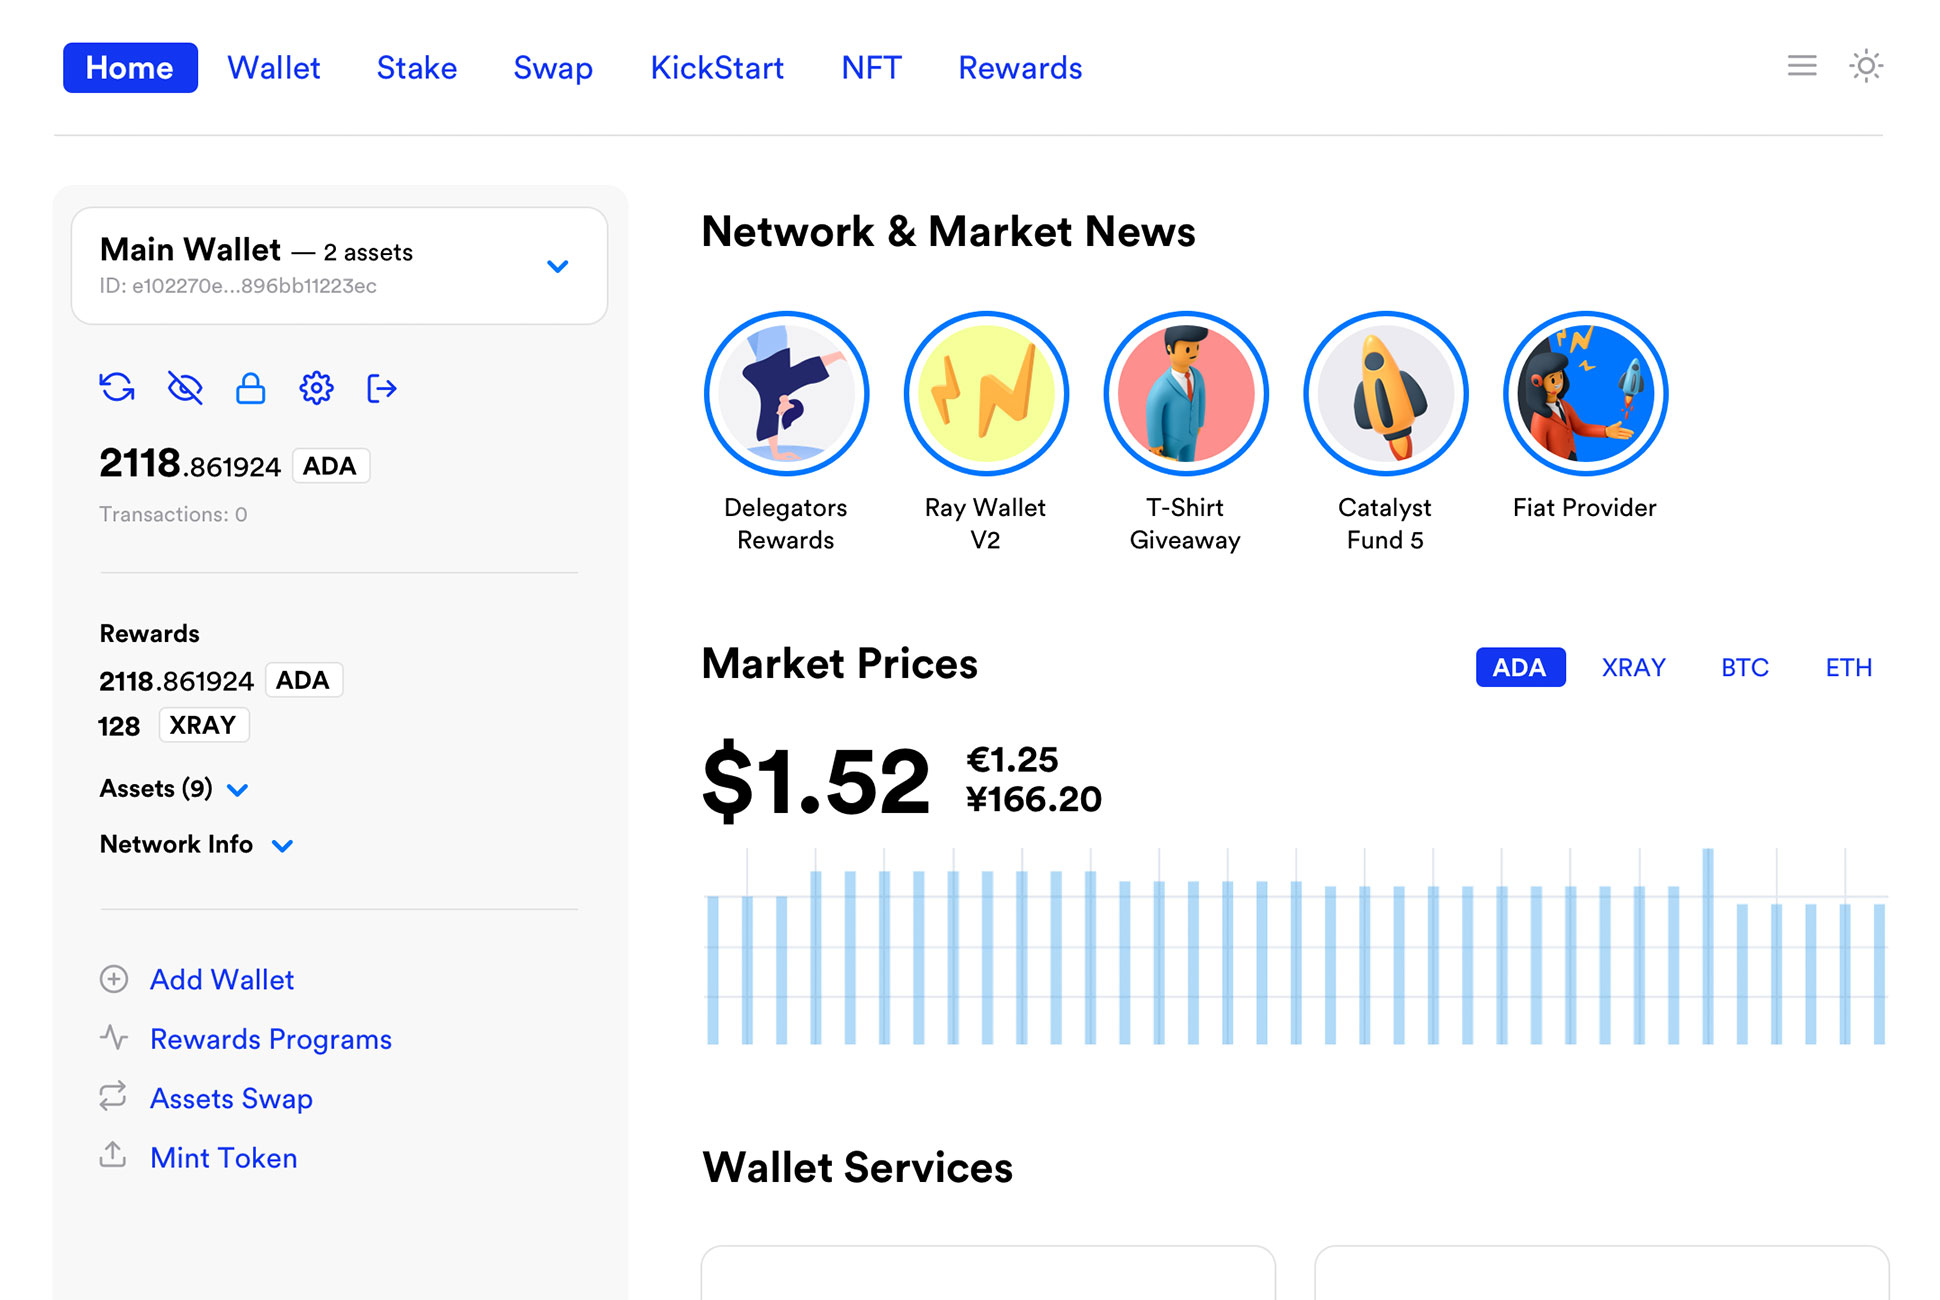 Home Wallet Stake Swap KickStart NFT Rewards
Main Wallet — 2 assets
ID: e102270e...896bb11223ec
2118.861924 ADA
Transactions: 0
Rewards
2118.861924 ADA
128 XRAY
Assets (9)
Network Info
Add Wallet
Rewards Programs
Assets Swap
Mint Token
Network & Market News
Delegators
Rewards
Ray Wallet
V2
T-Shirt
Giveaway
Catalyst
Fund 5
Fiat Provider
Market Prices
ADA XRAY BTC ETH
$1.52
€1.25
¥166.20
Wallet Services